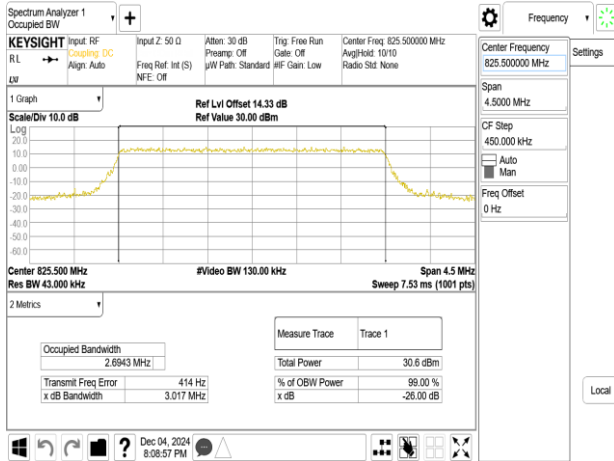 Spectrum Analyzer 1
Occupied BW
KEYSIGHT
RL
LXI
Input: RF
Coupling: DC
Align: Auto
Input Z: 50 Ω
Freq Ref: Int (S)
NFE: Off
Atten: 30 dB
Preamp: Off
µW Path: Standard
Trig: Free Run
Gate: Off
#IF Gain: Low
Center Freq: 825.500000 MHz
Avg|Hold: 10/10
Radio Std: None
1 Graph
Scale/Div 10.0 dB
Ref Lvl Offset 14.33 dB
Ref Value 30.00 dBm
Log
20.0
10.0
0.00
-10.0
-20.0
-30.0
-40.0
-50.0
-60.0
Center 825.500 MHz
#Video BW 130.00 kHz
Span 4.5 MHz
Res BW 43.000 kHz
Sweep 7.53 ms (1001 pts)
2 Metrics
Occupied Bandwidth
2.6943 MHz
Transmit Freq Error 414 Hz
x dB Bandwidth 3.017 MHz
Measure Trace Trace 1
Total Power 30.6 dBm
% of OBW Power 99.00 %
x dB -26.00 dB
?
Dec 04, 2024
8:08:57 PM
Frequency
Center Frequency
825.500000 MHz
Span
4.5000 MHz
CF Step
450.000 kHz
Auto
Man
Freq Offset
0 Hz
Settings
Local